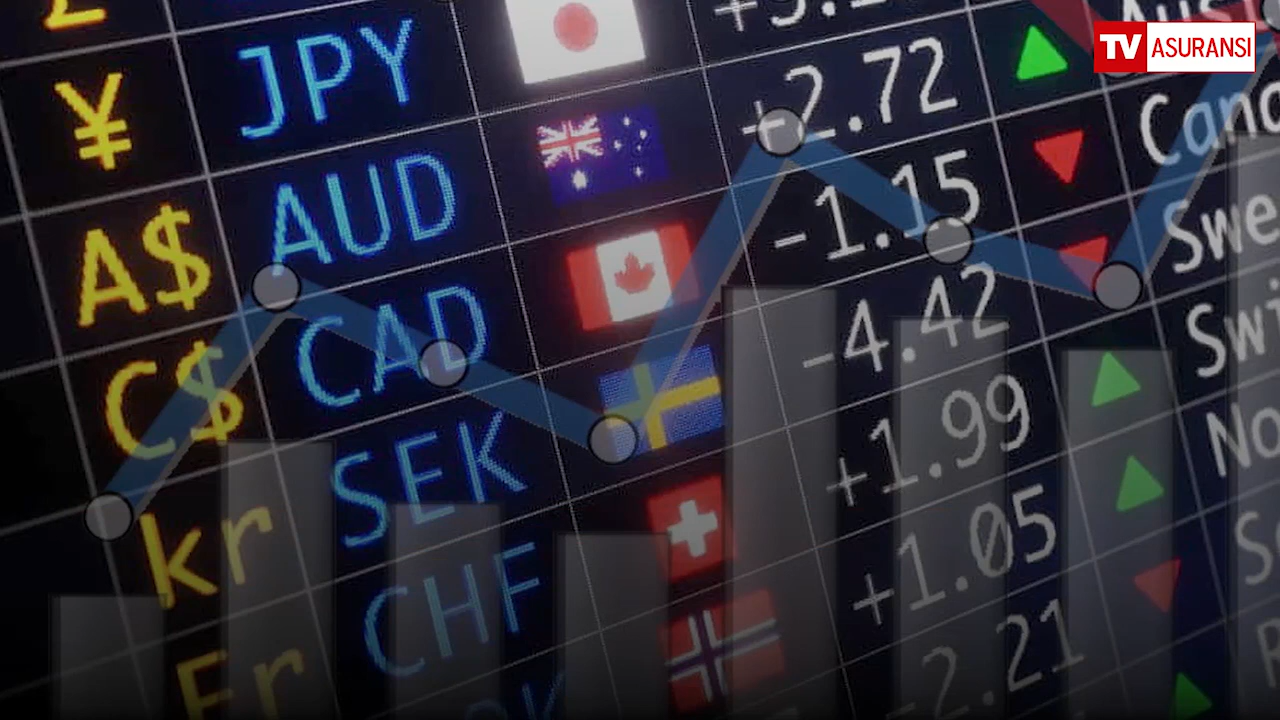 TV ASURANSI
¥ JPY
A$ AUD +2.72
C$ CAD -1.15 Cana
kr SEK -4.42 Swe
Fr CHF +1.99 Swi
+1.05 No
-2.21